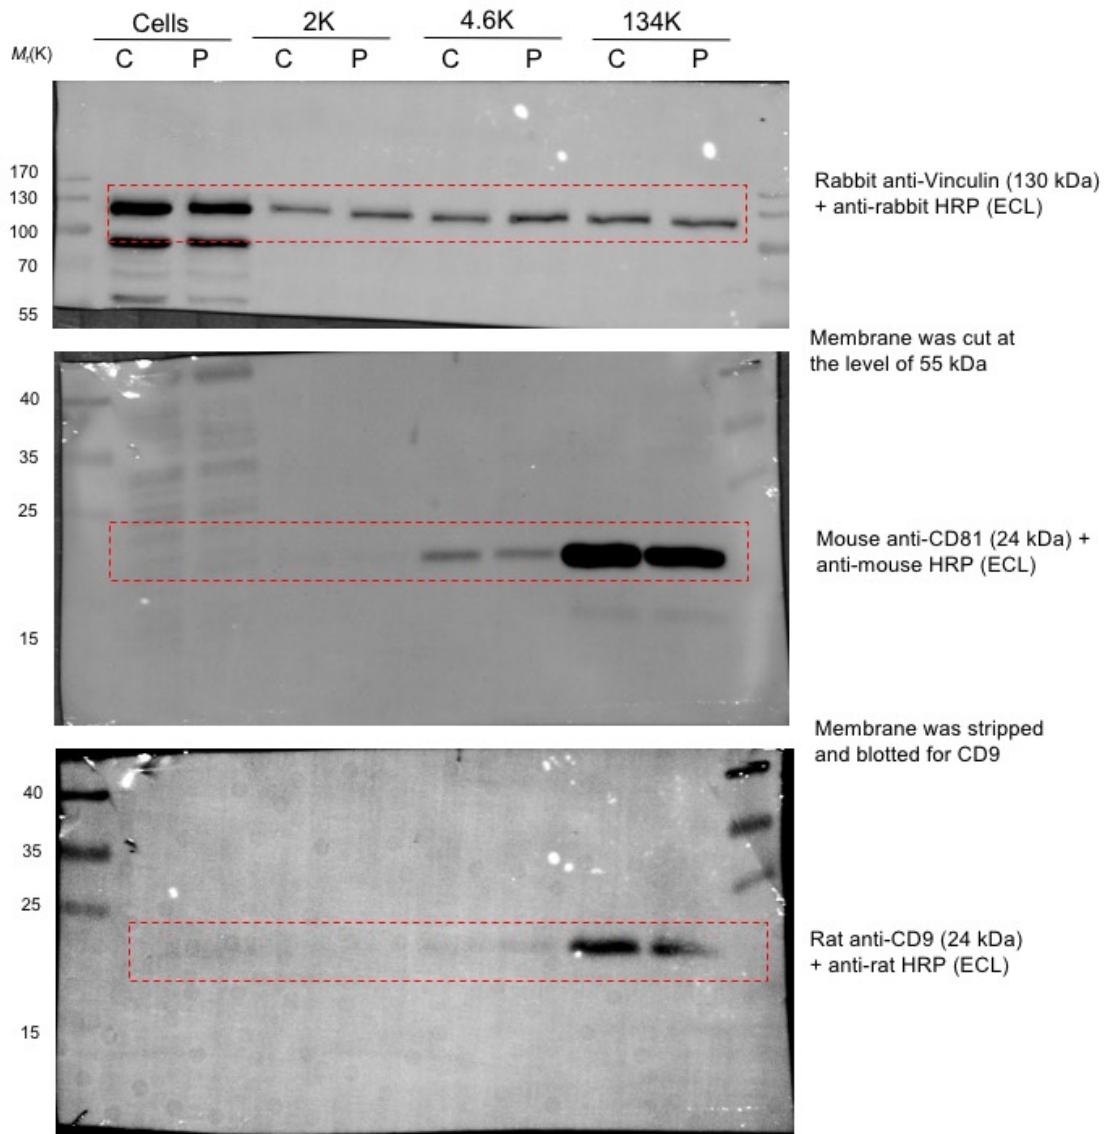 Cells 2K 4.6K 134K
Mr(K) C P C P C P C P
170
130
100
70
55
Rabbit anti-Vinculin (130 kDa)
+ anti-rabbit HRP (ECL)
Membrane was cut at
the level of 55 kDa
40
35
25
15
Mouse anti-CD81 (24 kDa) +
anti-mouse HRP (ECL)
Membrane was stripped
and blotted for CD9
40
35
25
15
Rat anti-CD9 (24 kDa)
+ anti-rat HRP (ECL)